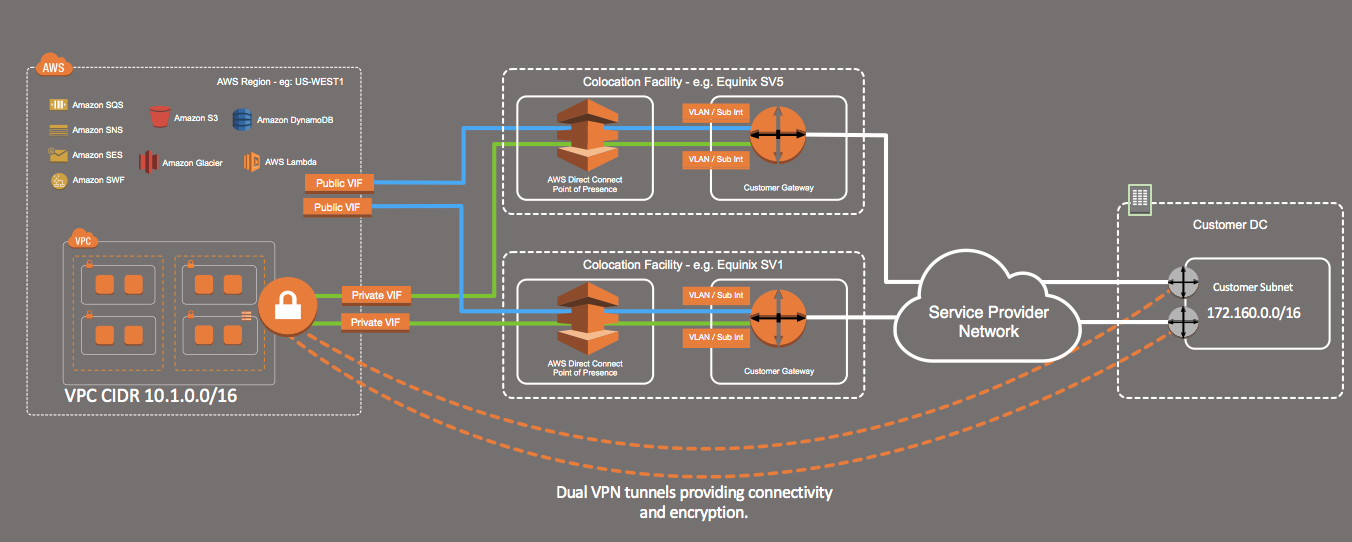 AWS
AWS Region - eg: US-WEST1
Amazon SQS
Amazon SNS
Amazon SES
Amazon SWF
Amazon S3
Amazon DynamoDB
Amazon Glacier
AWS Lambda
Public VIF
Public VIF
VPC
Private VIF
Private VIF
VPC CIDR 10.1.0.0/16
Colocation Facility - e.g. Equinix SV5
VLAN / Sub Int
VLAN / Sub Int
AWS Direct Connect
Point of Presence
Customer Gateway
Colocation Facility - e.g. Equinix SV1
VLAN / Sub Int
VLAN / Sub Int
AWS Direct Connect
Point of Presence
Customer Gateway
Service Provider
Network
Customer DC
Customer Subnet
172.160.0.0/16
Dual VPN tunnels providing connectivity
and encryption.